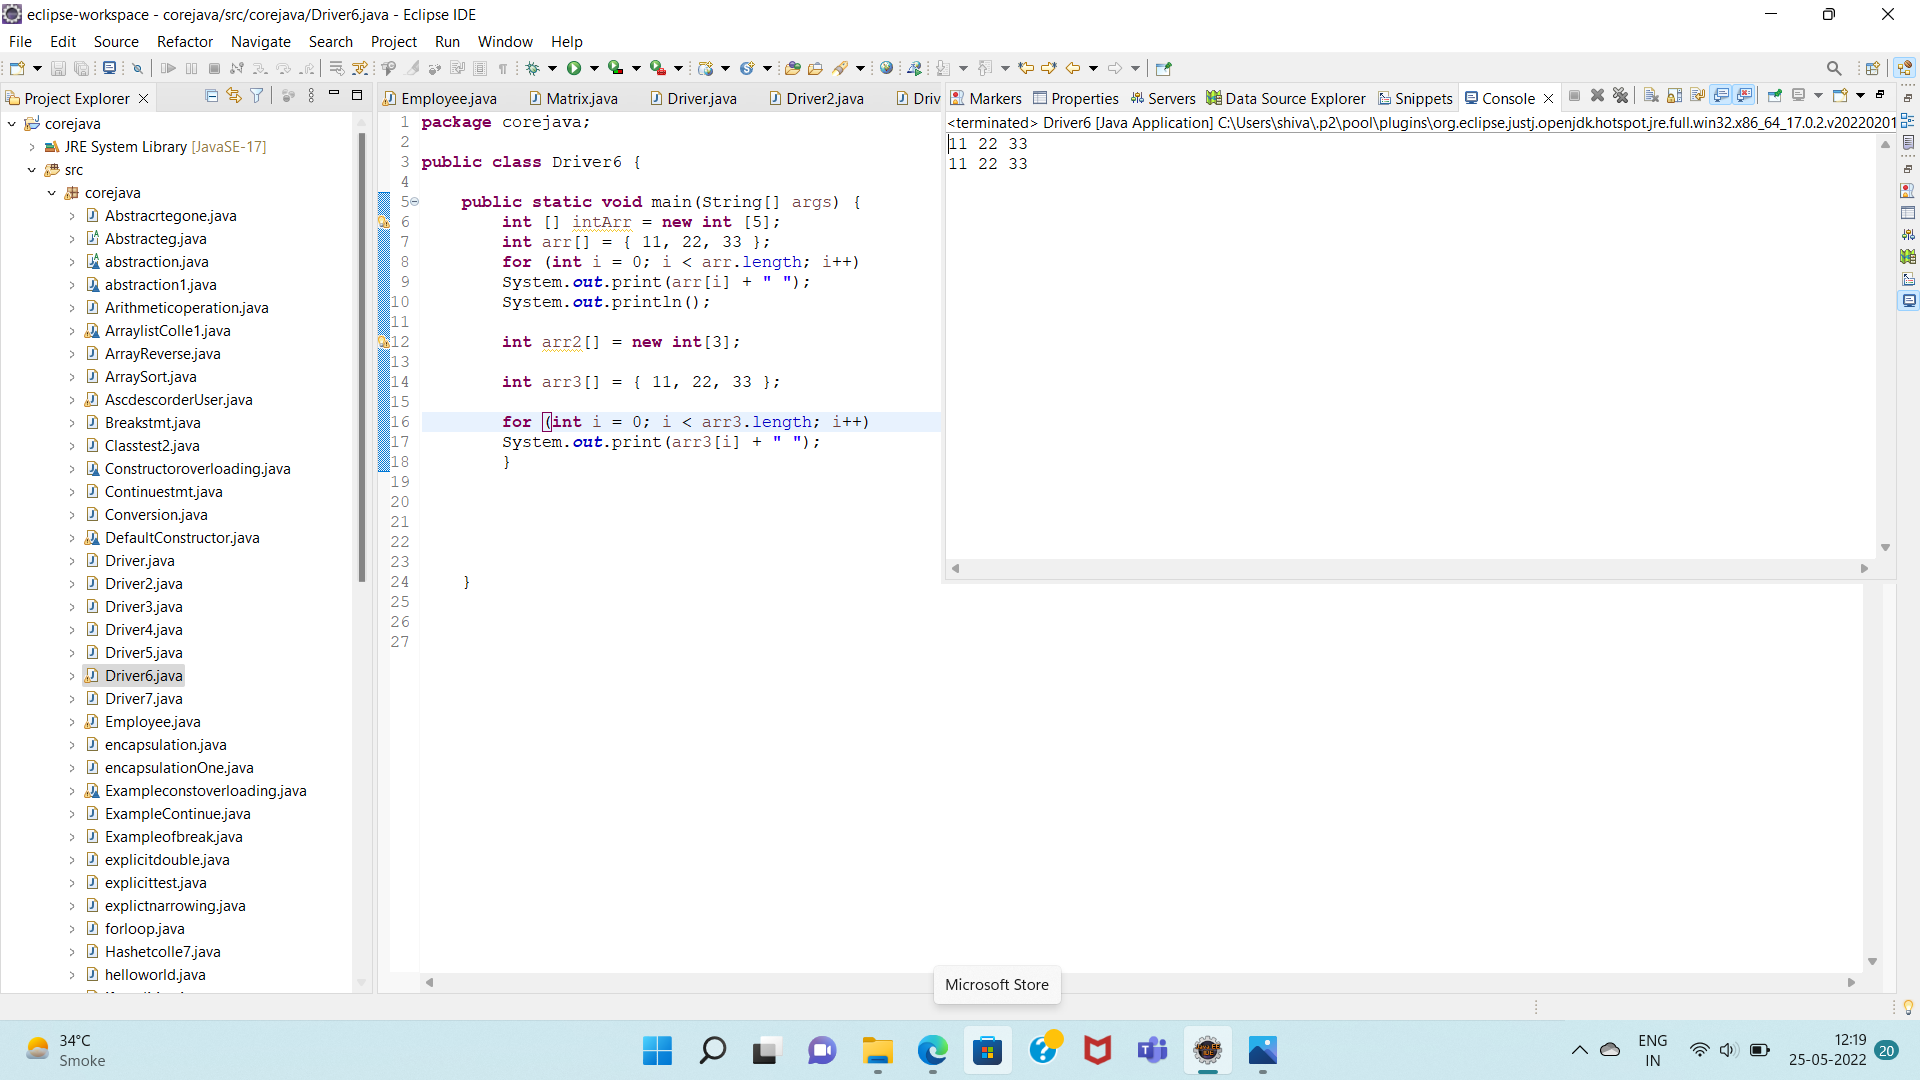 eclipse-workspace - corejava/src/corejava/Driver6.java - Eclipse IDE
File Edit Source Refactor Navigate Search Project Run Window Help
Project Explorer
corejava
JRE System Library [JavaSE-17]
src
corejava
Abstracrtegone.java
Abstracteg.java
abstraction.java
abstraction1.java
Arithmeticoperation.java
ArraylistColle1.java
ArrayReverse.java
ArraySort.java
AscdescorderUser.java
Breakstmt.java
Classtest2.java
Constructoroverloading.java
Continuestmt.java
Conversion.java
DefaultConstructor.java
Driver.java
Driver2.java
Driver3.java
Driver4.java
Driver5.java
Driver6.java
Driver7.java
Employee.java
encapsulation.java
encapsulationOne.java
Exampleconstoverloading.java
ExampleContinue.java
Exampleofbreak.java
explicitdouble.java
explicittest.java
explictnarrowing.java
forloop.java
Hashetcolle7.java
helloworld.java
Employee.java Matrix.java Driver.java Driver2.java Driv
1 package corejava;
2
3 public class Driver6 {
4
5 public static void main(String[] args) {
6 int [] intArr = new int [5];
7 int arr[] = { 11, 22, 33 };
8 for (int i = 0; i < arr.length; i++)
9 System.out.print(arr[i] + " ");
10 System.out.println();
11
12 int arr2[] = new int[3];
13
14 int arr3[] = { 11, 22, 33 };
15
16 for (int i = 0; i < arr3.length; i++)
17 System.out.print(arr3[i] + " ");
18 }
19
20
21
22
23
24 }
25
26
27
Markers Properties Servers Data Source Explorer Snippets Console
<terminated> Driver6 [Java Application] C:\Users\shiva\.p2\pool\plugins\org.eclipse.justj.openjdk.hotspot.jre.full.win32.x86_64_17.0.2.v20220201
11 22 33
11 22 33
Microsoft Store
34°C
Smoke
ENG
IN
12:19
25-05-2022
20